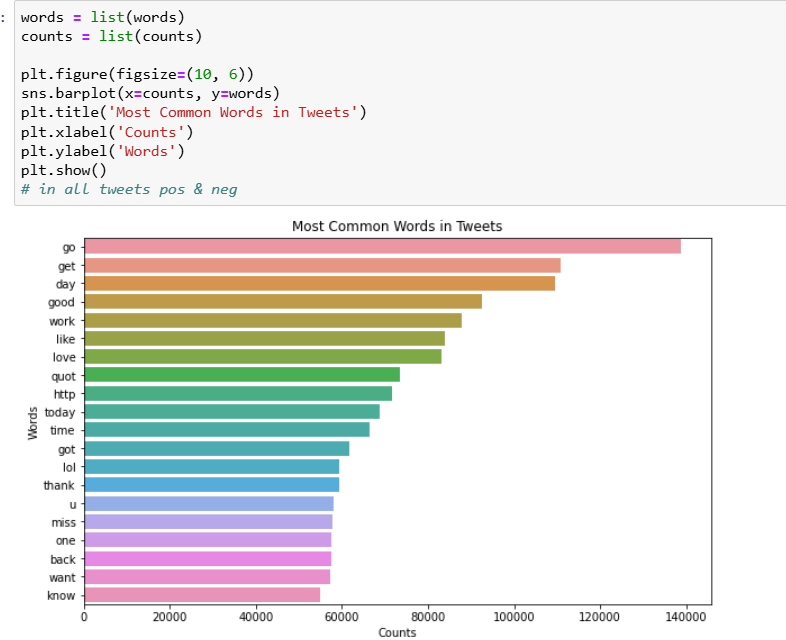 : words = list(words)
counts = list(counts)
plt.figure(figsize=(10, 6))
sns.barplot(x=counts, y=words)
plt.title('Most Common Words in Tweets')
plt.xlabel('Counts')
plt.ylabel('Words')
plt.show()
# in all tweets pos & neg
Most Common Words in Tweets
go
get
day
good
work
like
love
quot
http
today
time
got
lol
thank
u
miss
one
back
want
know
Words
0 20000 40000 60000 80000 100000 120000 140000
Counts